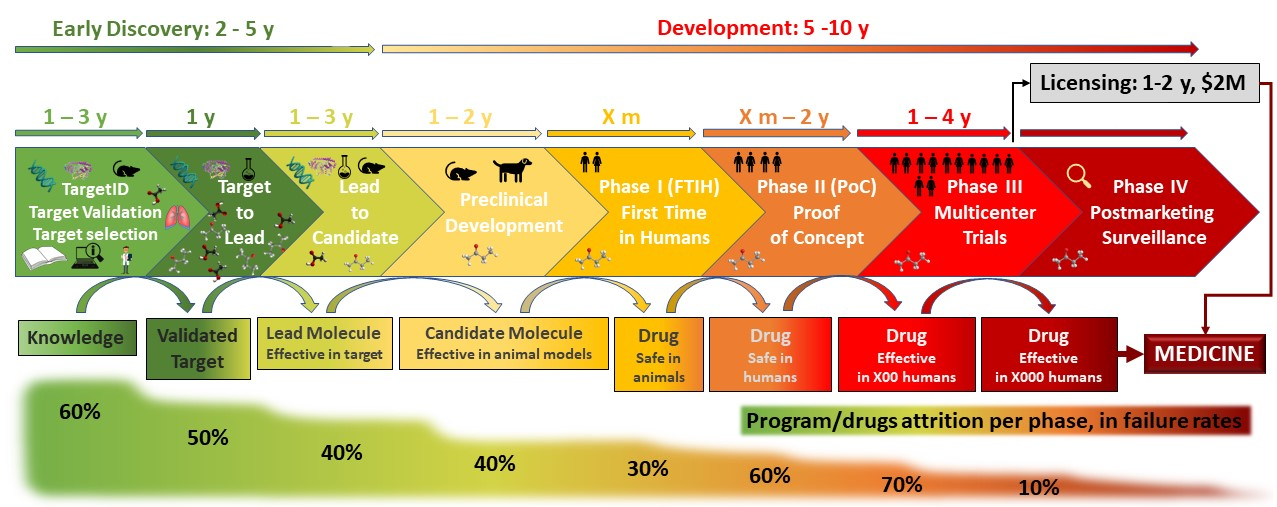 Early Discovery: 2 - 5 y
Development: 5 -10 y
Licensing: 1-2 y, $2M
1 – 3 y
1 y
1 – 3 y
1 – 2 y
X m
X m – 2 y
1 – 4 y
TargetID
Target Validation
Target selection
Target
to
Lead
Lead
to
Candidate
Preclinical
Development
Phase I (FTIH)
First Time
in Humans
Phase II (PoC)
Proof
of Concept
Phase III
Multicenter
Trials
Phase IV
Postmarketing
Surveillance
Knowledge
Validated
Target
Lead Molecule
Effective in target
Candidate Molecule
Effective in animal models
Drug
Safe in
animals
Drug
Safe in
humans
Drug
Effective
in X00 humans
Drug
Effective
in X000 humans
MEDICINE
Program/drugs attrition per phase, in failure rates
60%
50%
40%
40%
30%
60%
70%
10%